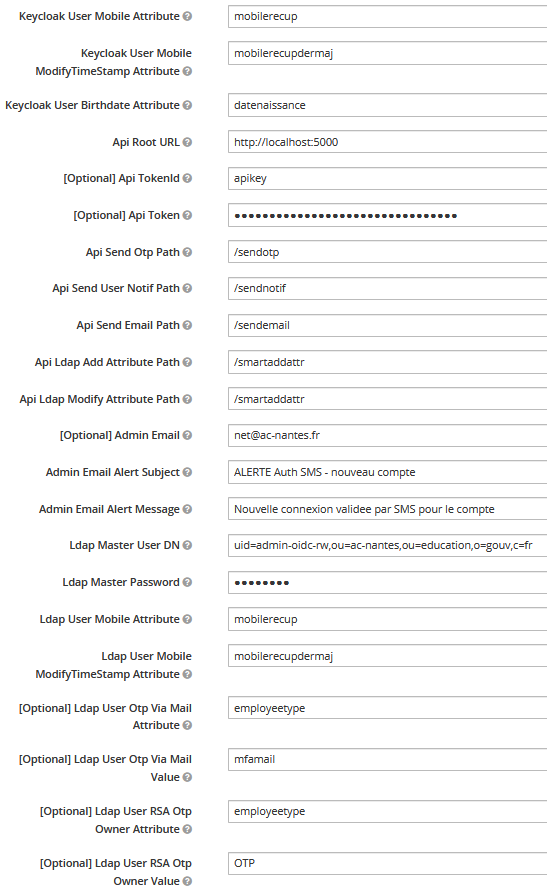 Keycloak User Mobile Attribute mobilerecup
Keycloak User Mobile mobilerecupdermaj
ModifyTimeStamp Attribute
Keycloak User Birthdate Attribute datenaissance
Api Root URL http://localhost:5000
[Optional] Api TokenId apikey
[Optional] Api Token ••••••••••••••••••••••••••••••••
Api Send Otp Path /sendotp
Api Send User Notif Path /sendnotif
Api Send Email Path /sendemail
Api Ldap Add Attribute Path /smartaddattr
Api Ldap Modify Attribute Path /smartaddattr
[Optional] Admin Email net@ac-nantes.fr
Admin Email Alert Subject ALERTE Auth SMS - nouveau compte
Admin Email Alert Message Nouvelle connexion validee par SMS pour le compte
Ldap Master User DN uid=admin-oidc-rw,ou=ac-nantes,ou=education,o=gouv,c=fr
Ldap Master Password ••••••••
Ldap User Mobile Attribute mobilerecup
Ldap User Mobile mobilerecupdermaj
ModifyTimeStamp Attribute
[Optional] Ldap User Otp Via Mail employeetype
Attribute
[Optional] Ldap User Otp Via Mail mfamail
Value
[Optional] Ldap User RSA Otp employeetype
Owner Attribute
[Optional] Ldap User RSA Otp OTP
Owner Value